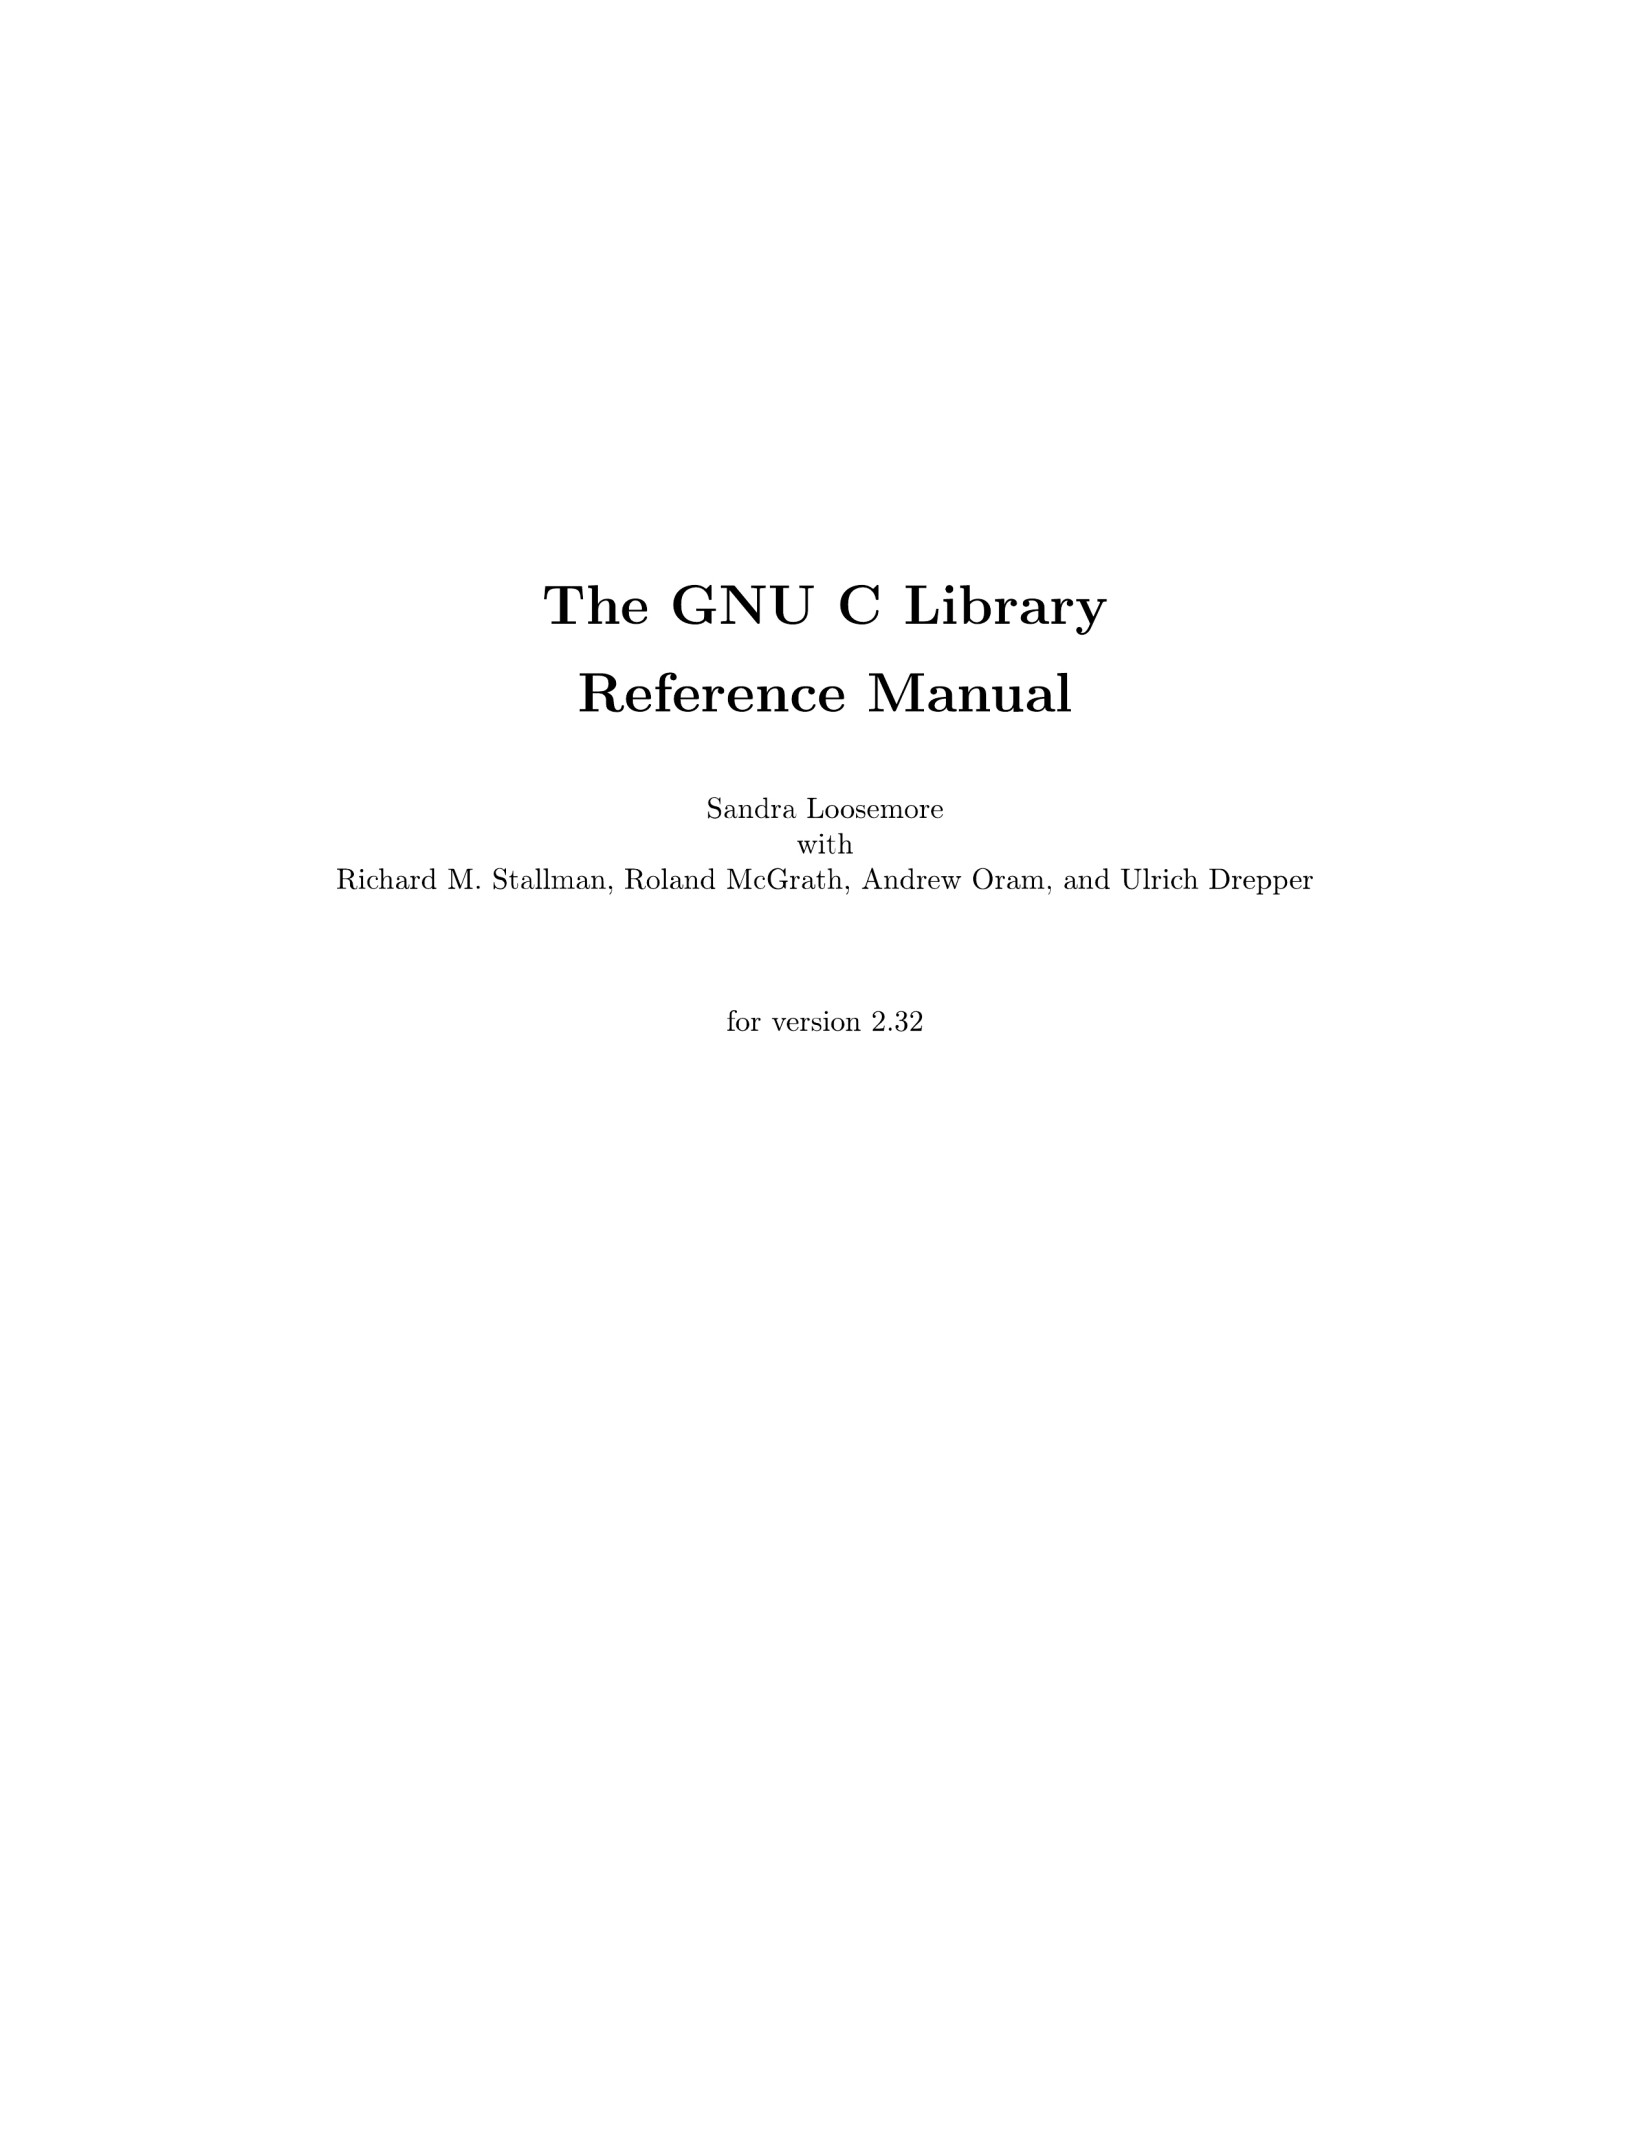 The GNU C Library
Reference Manual
Sandra Loosemore
with
Richard M. Stallman, Roland McGrath, Andrew Oram, and Ulrich Drepper
for version 2.32